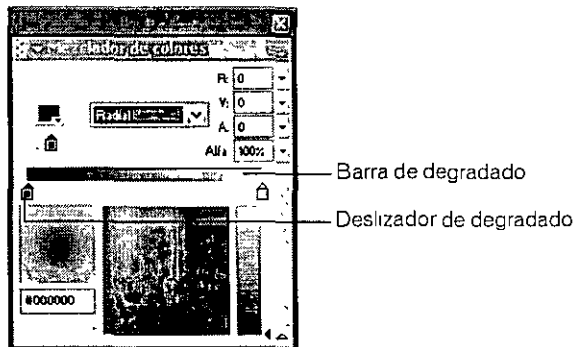 Mezclador de colores
R: 0
Radial
V: 0
A: 0
Alfa 100%
Barra de degradado
Deslizador de degradado
#000000